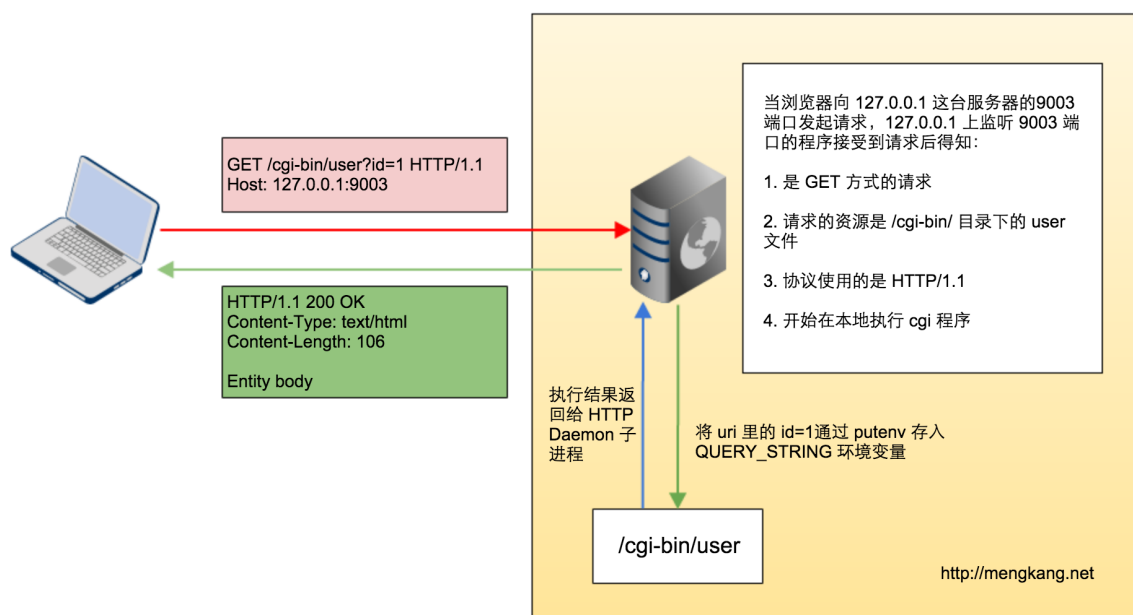 GET /cgi-bin/user?id=1 HTTP/1.1
Host: 127.0.0.1:9003
HTTP/1.1 200 OK
Content-Type: text/html
Content-Length: 106
Entity body
当浏览器向 127.0.0.1 这台服务器的9003
端口发起请求，127.0.0.1 上监听 9003 端
口的程序接受到请求后得知：
1. 是 GET 方式的请求
2. 请求的资源是 /cgi-bin/ 目录下的 user
文件
3. 协议使用的是 HTTP/1.1
4. 开始在本地执行 cgi 程序
执行结果返
回给 HTTP
Daemon 子
进程
将 uri 里的 id=1通过 putenv 存入
QUERY_STRING 环境变量
/cgi-bin/user
http://mengkang.net